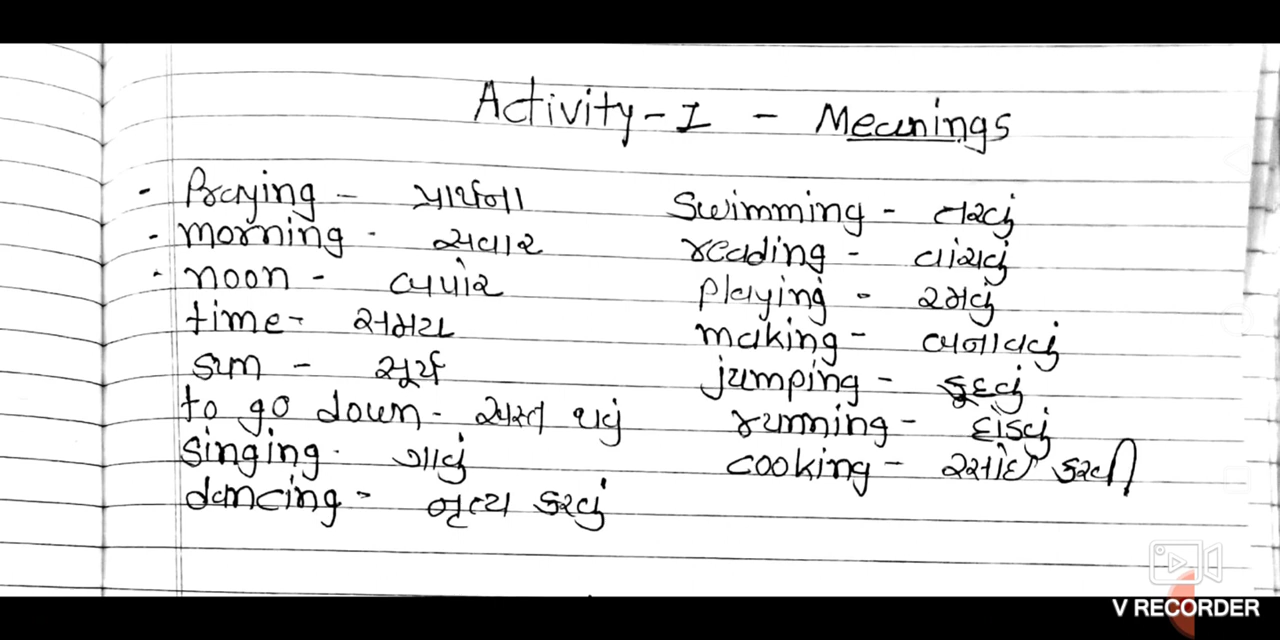 Activity-I - Meanings
- Praying - પ્રાર્થના
- morning - સવાર
- noon - બપોર
time - સમય
sun - સૂર્ય
to go down - અસ્ત થવું
singing - ગાવું
dancing - નૃત્ય કરવું
Swimming - તરવું
reading - વાંચવું
playing - રમવું
making - બનાવવું
jumping - કુદવું
running - દોડવું
cooking - રસોઈ કરવી
V RECORDER